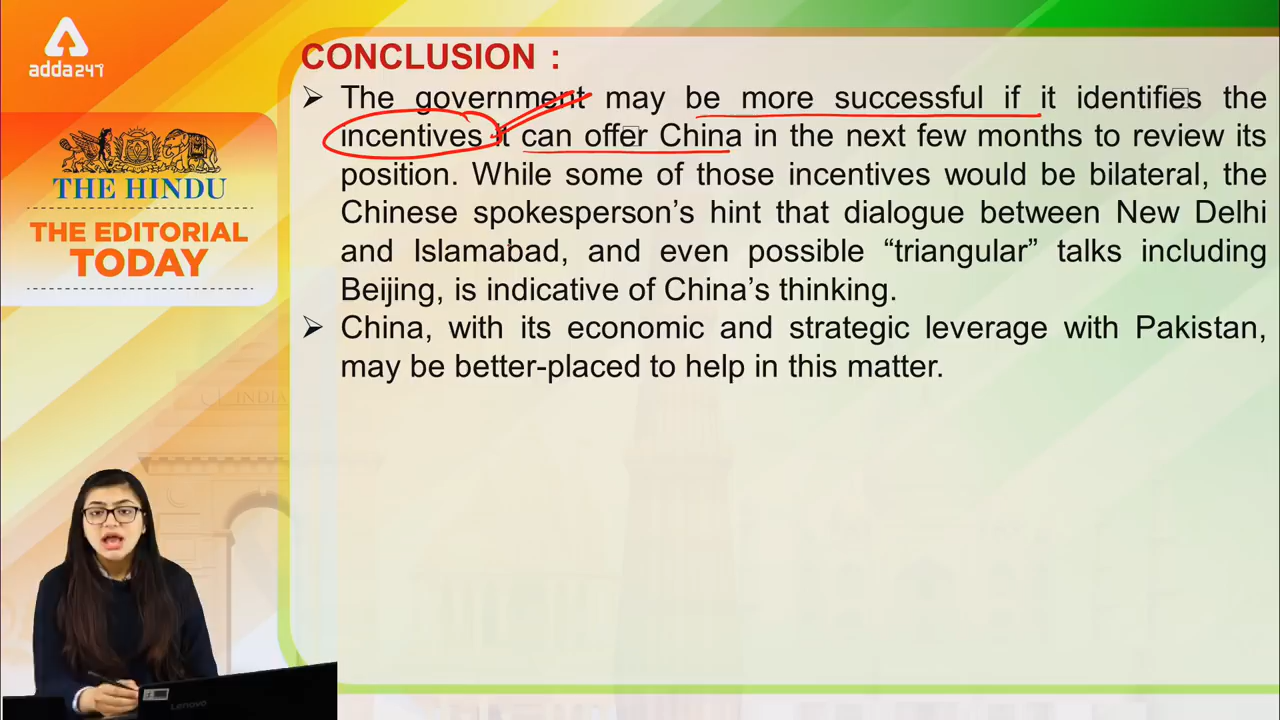 adda247
THE HINDU
THE EDITORIAL
TODAY
CONCLUSION :
➢ The government may be more successful if it identifies the
incentives it can offer China in the next few months to review its
position. While some of those incentives would be bilateral, the
Chinese spokesperson’s hint that dialogue between New Delhi
and Islamabad, and even possible “triangular” talks including
Beijing, is indicative of China’s thinking.
➢ China, with its economic and strategic leverage with Pakistan,
may be better-placed to help in this matter.
INDIA
Lenovo